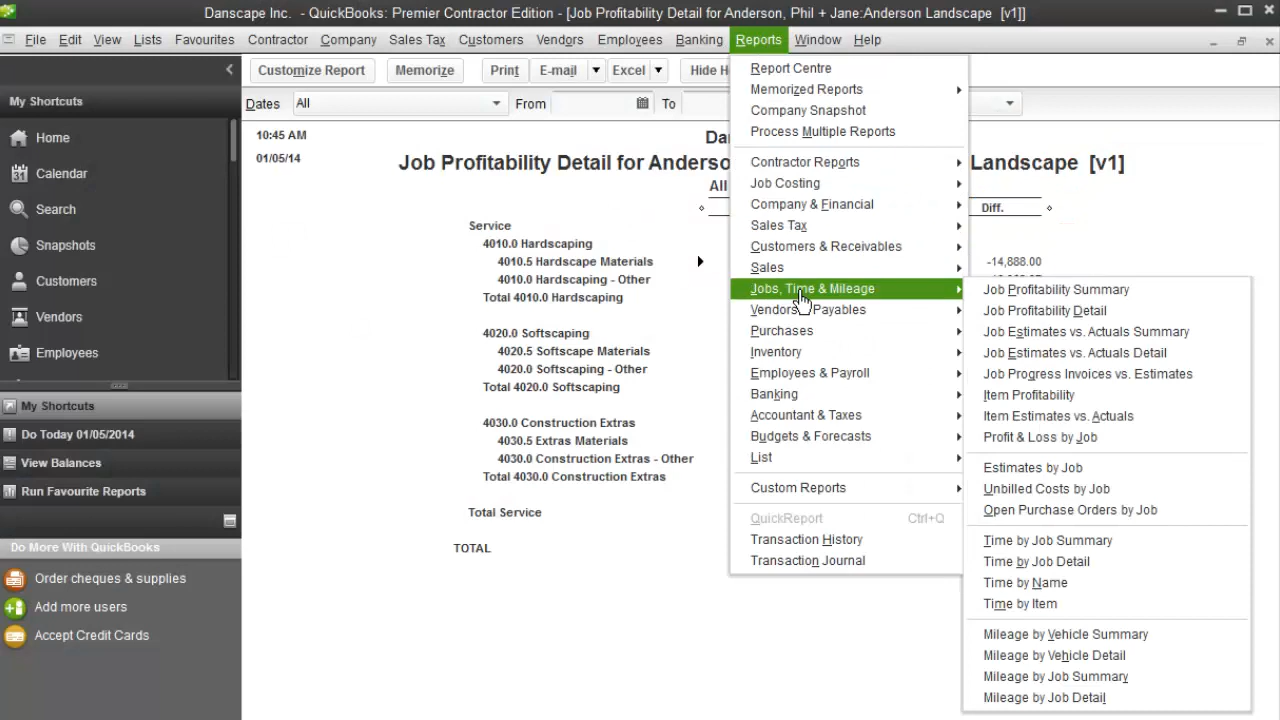 Danscape Inc. - QuickBooks: Premier Contractor Edition - [Job Profitability Detail for Anderson, Phil + Jane:Anderson Landscape [v1]]
File Edit View Lists Favourites Contractor Company Sales Tax Customers Vendors Employees Banking Reports Window Help
Customize Report Memorize Print E-mail Excel Hide H
Dates All From To
My Shortcuts
Home
Calendar
Search
Snapshots
Customers
Vendors
Employees
My Shortcuts
Do Today 01/05/2014
View Balances
Run Favourite Reports
Do More With QuickBooks
Order cheques & supplies
Add more users
Accept Credit Cards
10:45 AM
01/05/14
Da
Job Profitability Detail for Anderso Landscape [v1]
All
Diff.
Service
4010.0 Hardscaping
4010.5 Hardscape Materials -14,888.00
4010.0 Hardscaping - Other
Total 4010.0 Hardscaping
4020.0 Softscaping
4020.5 Softscape Materials
4020.0 Softscaping - Other
Total 4020.0 Softscaping
4030.0 Construction Extras
4030.5 Extras Materials
4030.0 Construction Extras - Other
Total 4030.0 Construction Extras
Total Service
TOTAL
Report Centre
Memorized Reports
Company Snapshot
Process Multiple Reports
Contractor Reports
Job Costing
Company & Financial
Sales Tax
Customers & Receivables
Sales
Jobs, Time & Mileage
Vendors Payables
Purchases
Inventory
Employees & Payroll
Banking
Accountant & Taxes
Budgets & Forecasts
List
Custom Reports
QuickReport Ctrl+Q
Transaction History
Transaction Journal
Job Profitability Summary
Job Profitability Detail
Job Estimates vs. Actuals Summary
Job Estimates vs. Actuals Detail
Job Progress Invoices vs. Estimates
Item Profitability
Item Estimates vs. Actuals
Profit & Loss by Job
Estimates by Job
Unbilled Costs by Job
Open Purchase Orders by Job
Time by Job Summary
Time by Job Detail
Time by Name
Time by Item
Mileage by Vehicle Summary
Mileage by Vehicle Detail
Mileage by Job Summary
Mileage by Job Detail